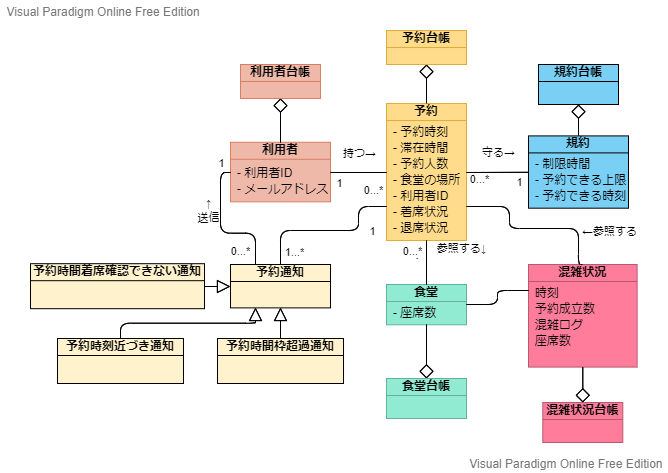 Visual Paradigm Online Free Edition
予約台帳
利用者台帳
規約台帳
予約
- 予約時刻
- 滞在時間
- 予約人数
- 食堂の場所
- 利用者ID
- 着席状況
- 退席状況
利用者
- 利用者ID
- メールアドレス
規約
- 制限時間
- 予約できる上限
- 予約できる時刻
持つ→
守る→
1
1
0...*
0...*
1
↑
送信
0...*
1...*
1
0...*
参照する↓
←参照する
予約時間着席確認できない通知
予約通知
予約時刻近づき通知
予約時間枠超過通知
食堂
- 座席数
混雑状況
時刻
予約成立数
混雑ログ
座席数
食堂台帳
混雑状況台帳
Visual Paradigm Online Free Edition